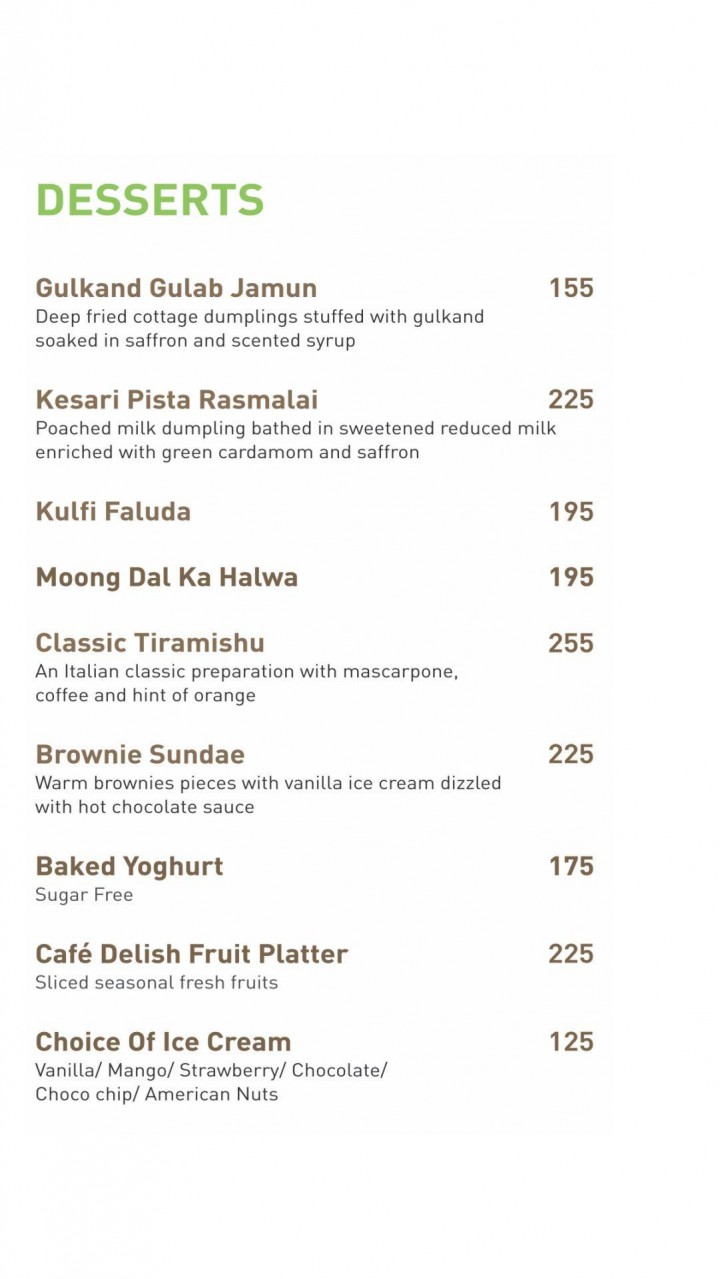 DESSERTS
Gulkand Gulab Jamun 155
Deep fried cottage dumplings stuffed with gulkand
soaked in saffron and scented syrup
Kesari Pista Rasmalai 225
Poached milk dumpling bathed in sweetened reduced milk
enriched with green cardamom and saffron
Kulfi Faluda 195
Moong Dal Ka Halwa 195
Classic Tiramishu 255
An Italian classic preparation with mascarpone,
coffee and hint of orange
Brownie Sundae 225
Warm brownies pieces with vanilla ice cream dizzled
with hot chocolate sauce
Baked Yoghurt 175
Sugar Free
Café Delish Fruit Platter 225
Sliced seasonal fresh fruits
Choice Of Ice Cream 125
Vanilla/ Mango/ Strawberry/ Chocolate/
Choco chip/ American Nuts